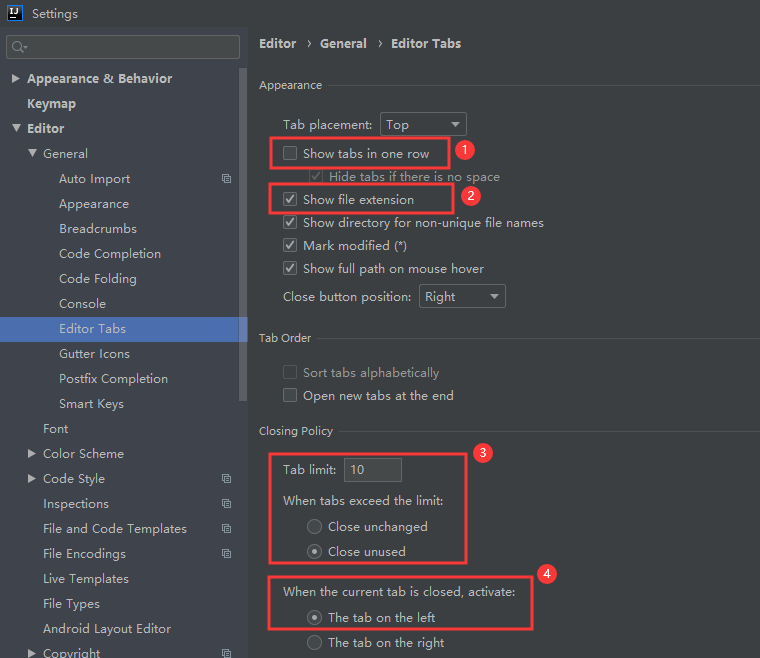 IJ Settings
Appearance & Behavior
Keymap
Editor
General
Auto Import
Appearance
Breadcrumbs
Code Completion
Code Folding
Console
Editor Tabs
Gutter Icons
Postfix Completion
Smart Keys
Font
Color Scheme
Code Style
Inspections
File and Code Templates
File Encodings
Live Templates
File Types
Android Layout Editor
Copyright
Editor › General › Editor Tabs
Appearance
Tab placement: Top
Show tabs in one row 1
Hide tabs if there is no space
Show file extension 2
Show directory for non-unique file names
Mark modified (*)
Show full path on mouse hover
Close button position: Right
Tab Order
Sort tabs alphabetically
Open new tabs at the end
Closing Policy
3
Tab limit: 10
When tabs exceed the limit:
Close unchanged
Close unused
4
When the current tab is closed, activate:
The tab on the left
The tab on the right